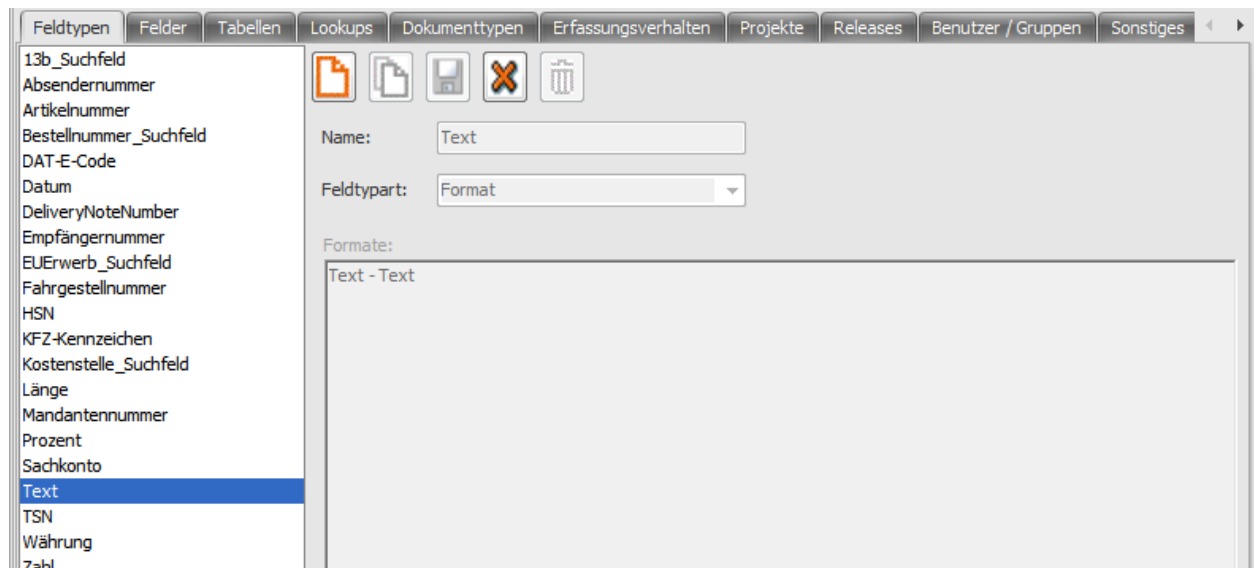 Feldtypen Felder Tabellen Lookups Dokumenttypen Erfassungsverhalten Projekte Releases Benutzer / Gruppen Sonstiges
13b_Suchfeld
Absendernummer
Artikelnummer
Bestellnummer_Suchfeld
DAT-E-Code
Datum
DeliveryNoteNumber
Empfängernummer
EUErwerb_Suchfeld
Fahrgestellnummer
HSN
KFZ-Kennzeichen
Kostenstelle_Suchfeld
Länge
Mandantennummer
Prozent
Sachkonto
Text
TSN
Währung
Zahl
Name: Text
Feldtypart: Format
Formate:
Text - Text